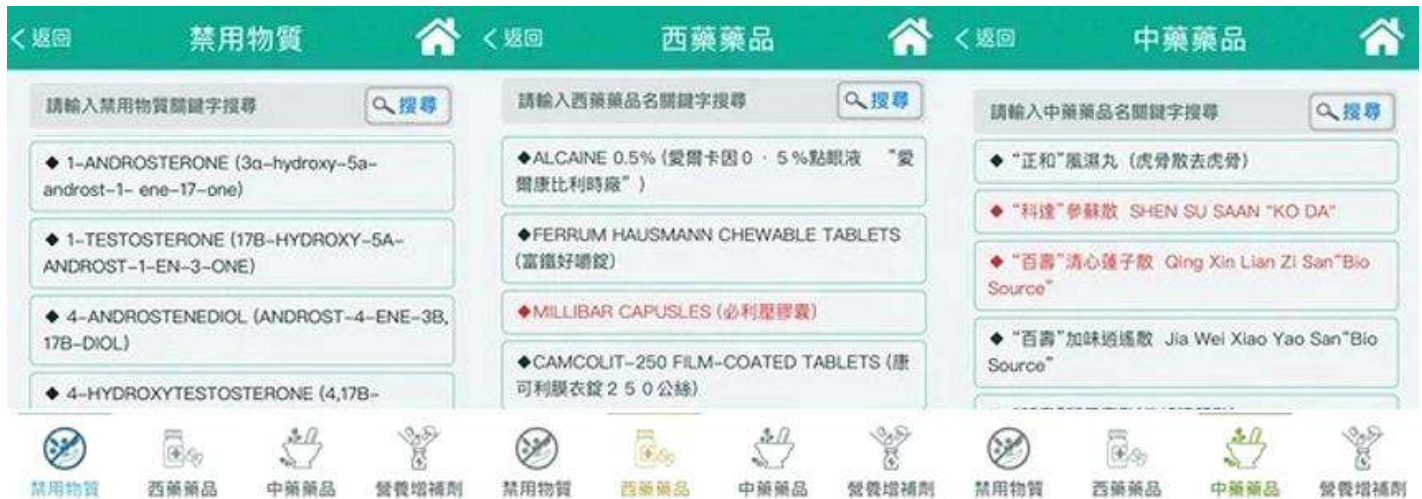 返回
禁用物質
請輸入禁用物質關鍵字搜尋
搜尋
◆ 1-ANDROSTERONE (3α-hydroxy-5a-
androst-1- ene-17-one)
◆ 1-TESTOSTERONE (17B-HYDROXY-5A-
ANDROST-1-EN-3-ONE)
◆ 4-ANDROSTENEDIOL (ANDROST-4-ENE-3B,
17B-DIOL)
◆ 4-HYDROXYTESTOSTERONE (4,17B-
禁用物質
西藥藥品
中藥藥品
營養增補劑
返回
西藥藥品
請輸入西藥藥品名關鍵字搜尋
搜尋
◆ALCAINE 0.5% (愛爾卡因0．5%點眼液 "愛
爾康比利時廠")
◆FERRUM HAUSMANN CHEWABLE TABLETS
(富鐵好嚼錠)
◆MILLIBAR CAPUSLES (必利壓膠囊)
◆CAMCOLIT-250 FILM-COATED TABLETS (康
可利膜衣錠２５０公絲)
禁用物質
西藥藥品
中藥藥品
營養增補劑
返回
中藥藥品
請輸入中藥藥品名關鍵字搜尋
搜尋
◆ "正和"風濕丸 (虎骨散去虎骨)
◆ "科達"參蘇散 SHEN SU SAAN "KO DA"
◆ "百壽"清心蓮子散 Qing Xin Lian Zi San"Bio
Source"
◆ "百壽"加味逍遙散 Jia Wei Xiao Yao San"Bio
Source"
禁用物質
西藥藥品
中藥藥品
營養增補劑